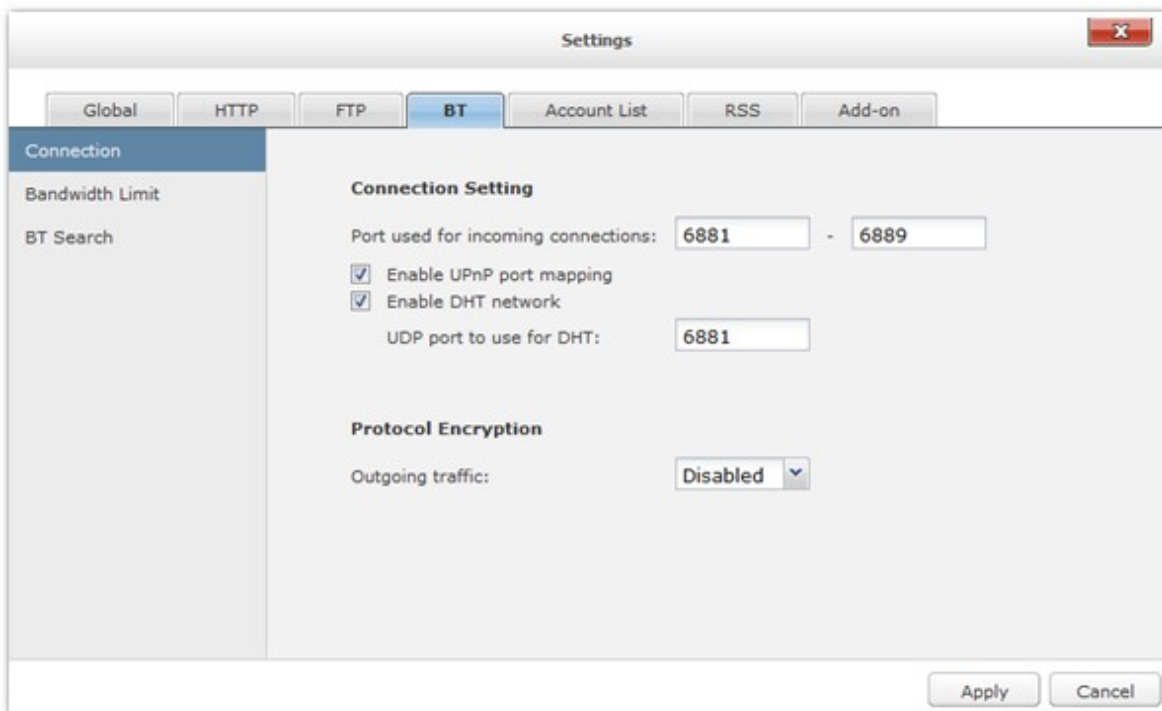 Settings
x
Global HTTP FTP BT Account List RSS Add-on
Connection
Bandwidth Limit
BT Search
Connection Setting
Port used for incoming connections: 6881 - 6889
Enable UPnP port mapping
Enable DHT network
UDP port to use for DHT: 6881
Protocol Encryption
Outgoing traffic: Disabled
Apply Cancel